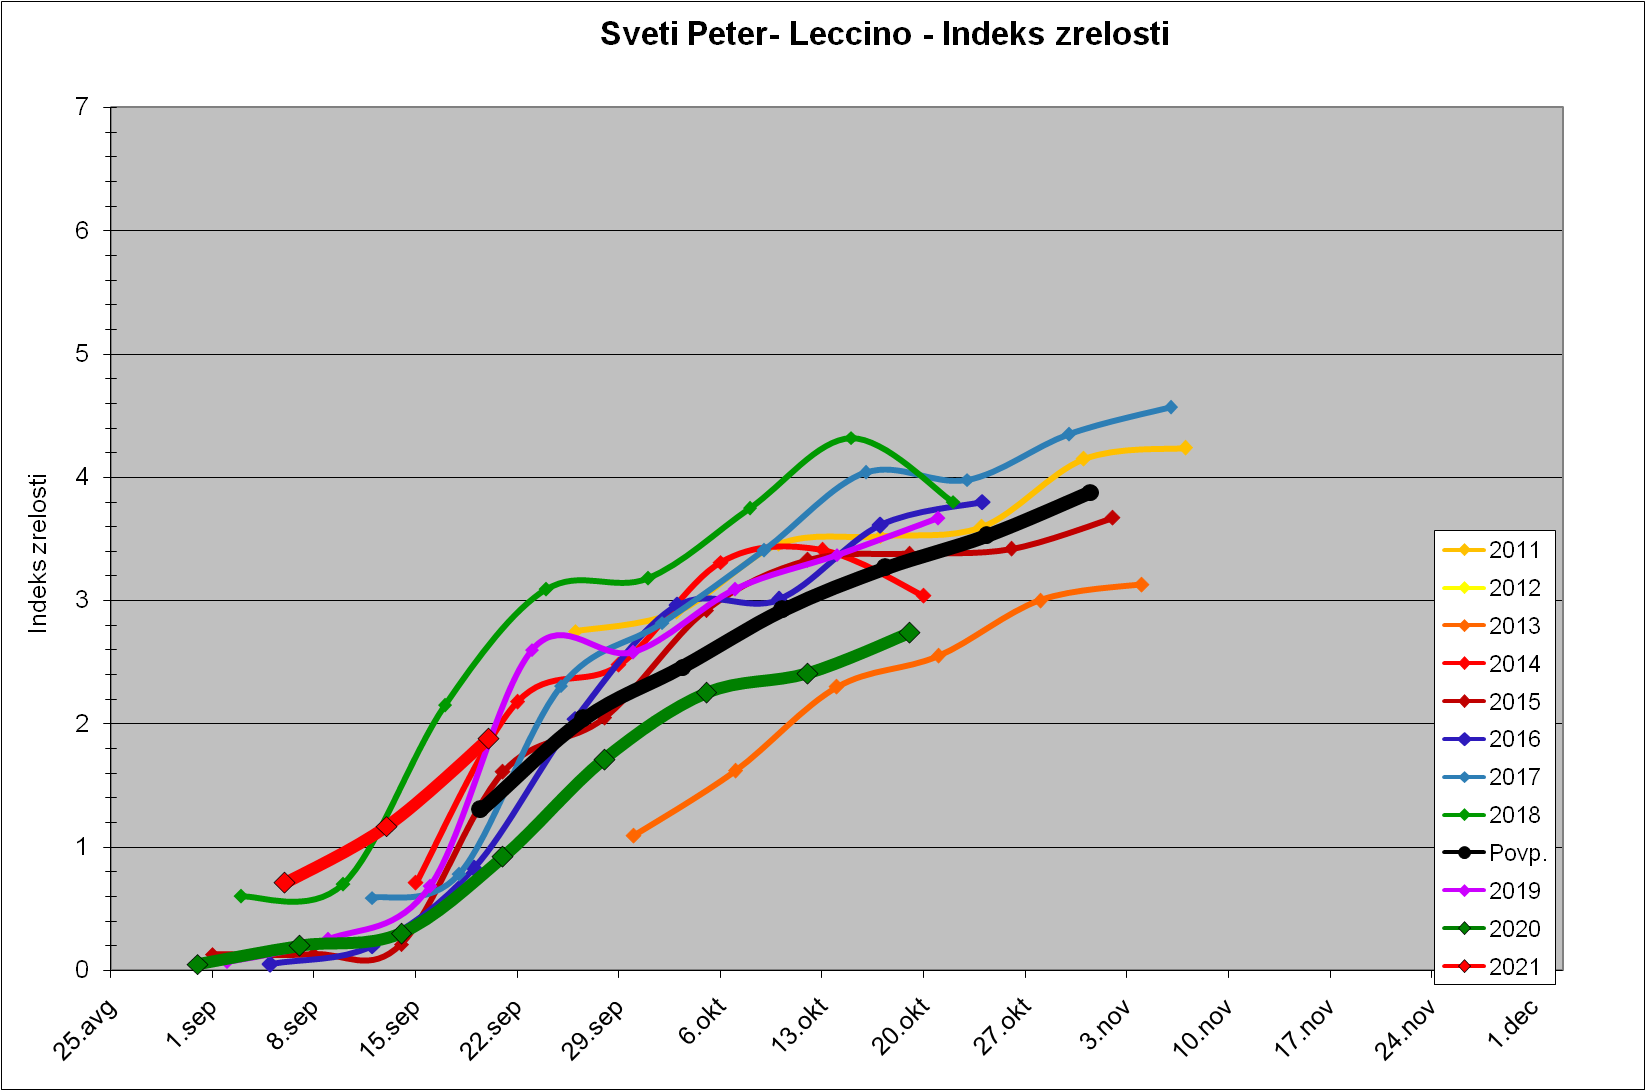 Sveti Peter- Leccino - Indeks zrelosti
7
6
5
4
3
2
1
0
Indeks zrelosti
25.avg
1.sep
8.sep
15.sep
22.sep
29.sep
6.okt
13.okt
20.okt
27.okt
3.nov
10.nov
17.nov
24.nov
1.dec
2011
2012
2013
2014
2015
2016
2017
2018
Povp.
2019
2020
2021